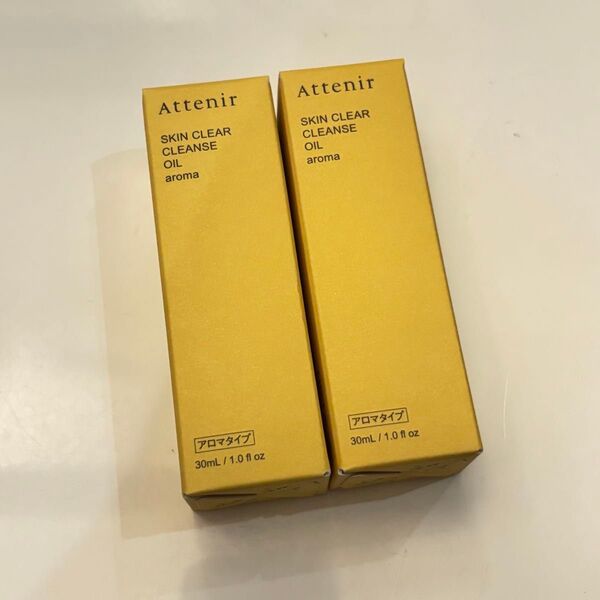 Attenir
SKIN CLEAR
CLEANSE
OIL
aroma
アロマタイプ
30mL / 1.0 fl oz
Attenir
SKIN CLEAR
CLEANSE
OIL
aroma
アロマタイプ
30mL / 1.0 fl oz